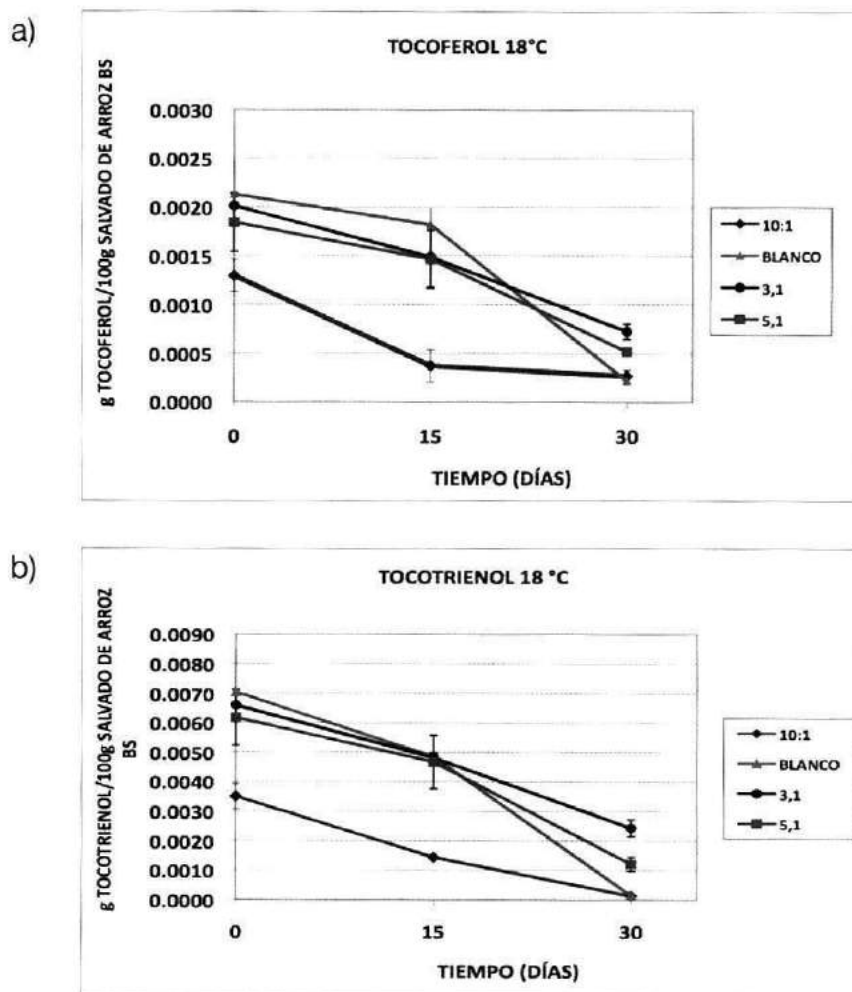 a)
TOCOFEROL 18°C
g TOCOFEROL/100g SALVADO DE ARROZ BS
0.0030
0.0025
0.0020
0.0015
0.0010
0.0005
0.0000
0
15
30
TIEMPO (DÍAS)
10:1
BLANCO
3,1
5,1
b)
TOCOTRIENOL 18 °C
g TOCOTRIENOL/100g SALVADO DE ARROZ
BS
0.0090
0.0080
0.0070
0.0060
0.0050
0.0040
0.0030
0.0020
0.0010
0.0000
0
15
30
TIEMPO (DÍAS)
10:1
BLANCO
3,1
5,1